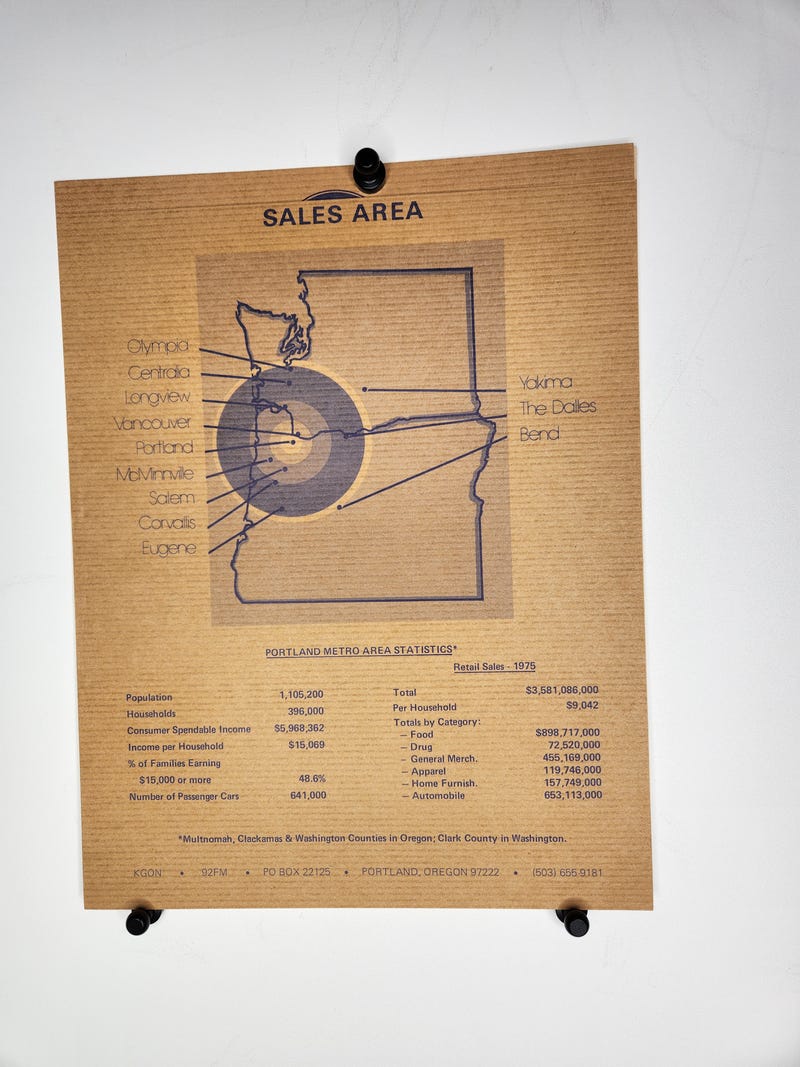 SALES AREA
Olympia
Centralia
Longview
Vancouver
Portland
McMinnville
Salem
Corvallis
Eugene
Yakima
The Dalles
Bend
PORTLAND METRO AREA STATISTICS*
Population 1,105,200
Households 396,000
Consumer Spendable Income $5,968,362
Income per Household $15,069
% of Families Earning
$15,000 or more 48.6%
Number of Passenger Cars 641,000
Retail Sales - 1975
Total $3,581,086,000
Per Household $9,042
Totals by Category:
— Food $898,717,000
— Drug 72,520,000
— General Merch. 455,169,000
— Apparel 119,746,000
— Home Furnish. 157,749,000
— Automobile 653,113,000
*Multnomah, Clackamas & Washington Counties in Oregon; Clark County in Washington.
KGON • 92FM • PO BOX 22125 • PORTLAND, OREGON 97222 • (503) 655-9181